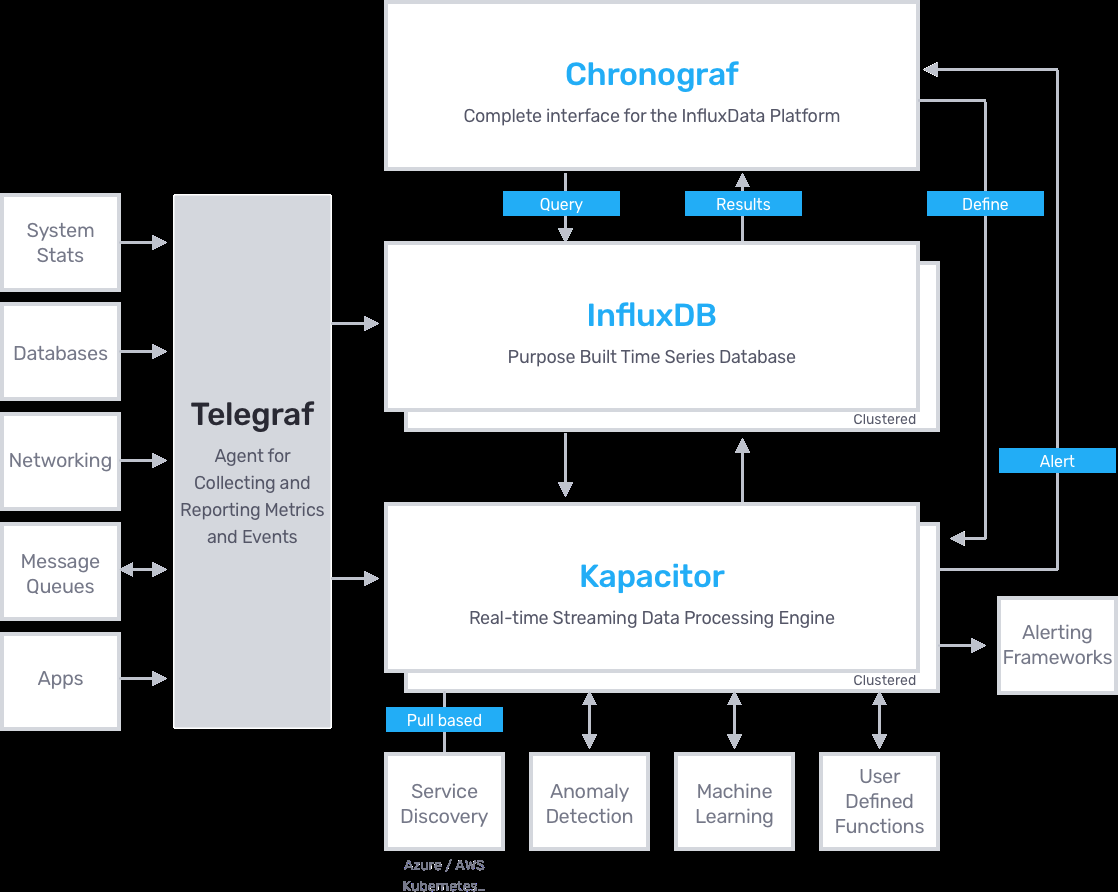 Chronograf
Complete interface for the InfluxData Platform
Query
Results
Define
System
Stats
Databases
Networking
Message
Queues
Apps
Telegraf
Agent for
Collecting and
Reporting Metrics
and Events
InfluxDB
Purpose Built Time Series Database
Clustered
Alert
Kapacitor
Real-time Streaming Data Processing Engine
Clustered
Alerting
Frameworks
Pull based
Service
Discovery
Anomaly
Detection
Machine
Learning
User
Defined
Functions
Azure / AWS
Kubernetes...